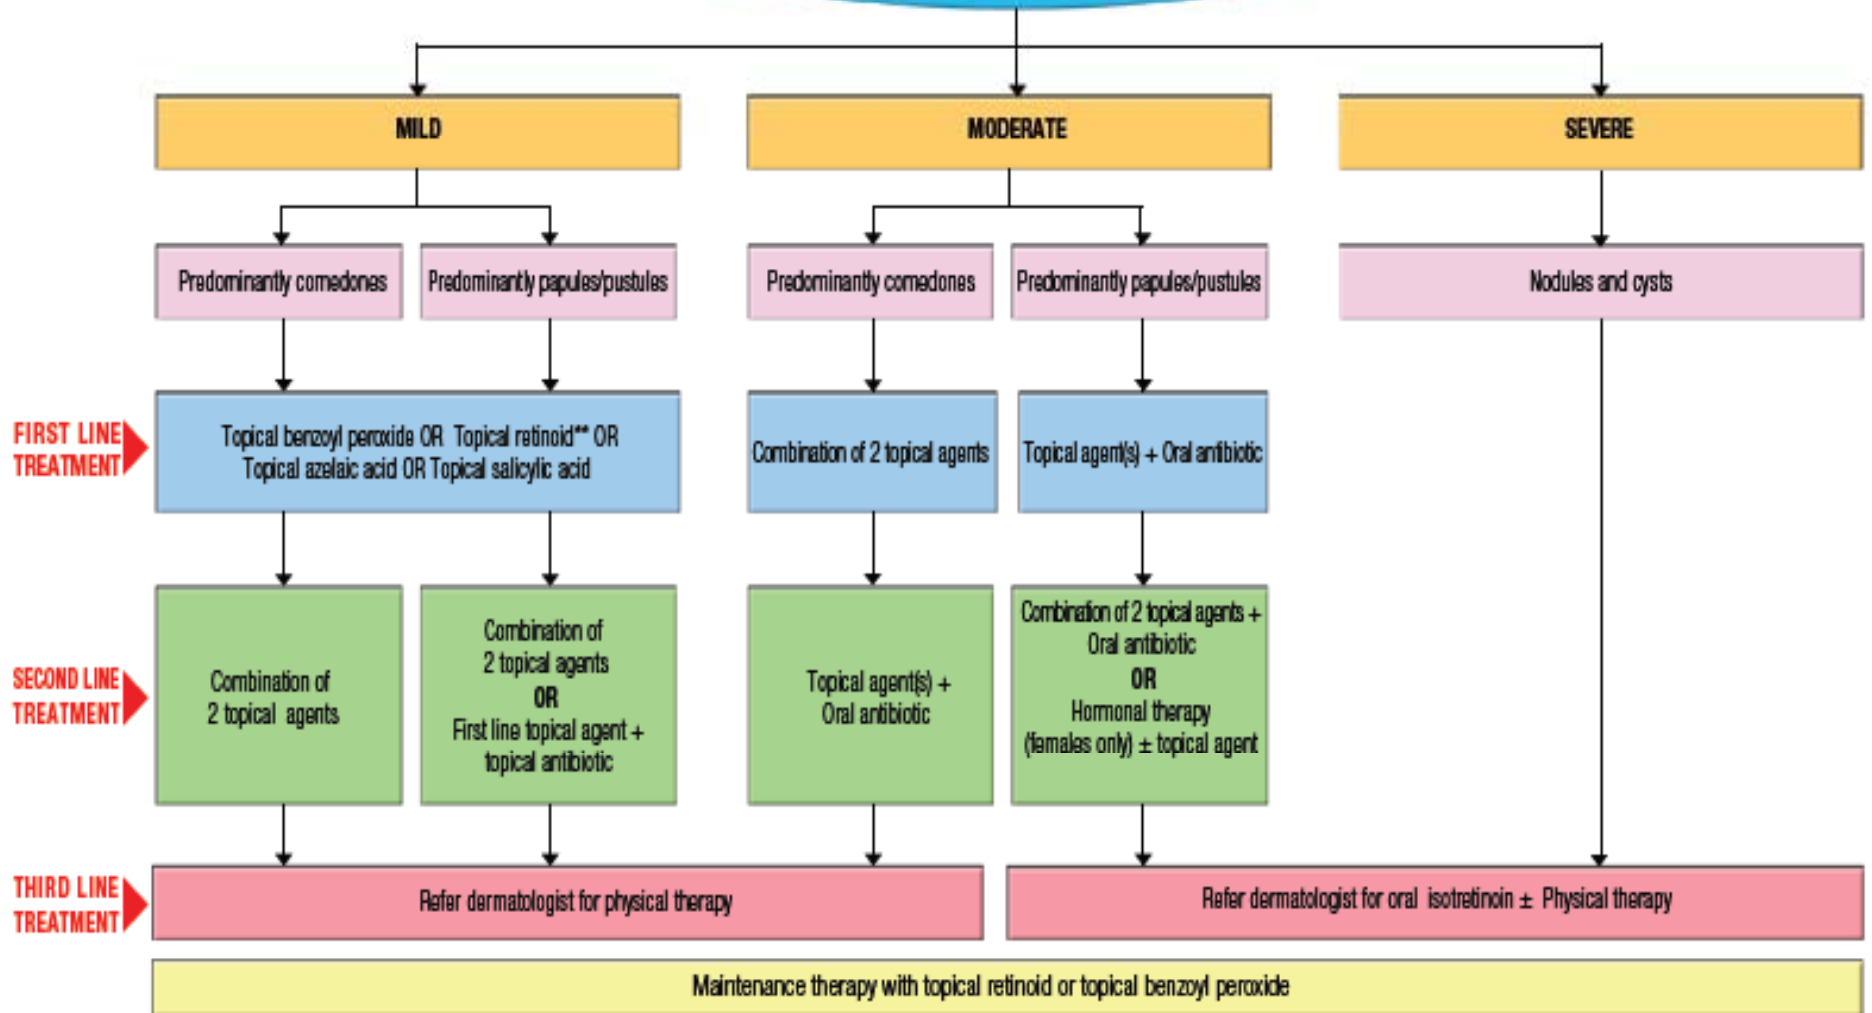 MILD
MODERATE
SEVERE
Predominantly comedones
Predominantly papules/pustules
Predominantly comedones
Predominantly papules/pustules
Nodules and cysts
FIRST LINE
TREATMENT
Topical benzoyl peroxide OR Topical retinoid** OR
Topical azelaic acid OR Topical salicylic acid
Combination of 2 topical agents
Topical agent(s) + Oral antibiotic
SECOND LINE
TREATMENT
Combination of
2 topical agents
Combination of
2 topical agents
OR
First line topical agent +
topical antibiotic
Topical agent(s) +
Oral antibiotic
Combination of 2 topical agents +
Oral antibiotic
OR
Hormonal therapy
(females only) ± topical agent
THIRD LINE
TREATMENT
Refer dermatologist for physical therapy
Refer dermatologist for oral isotretinoin ± Physical therapy
Maintenance therapy with topical retinoid or topical benzoyl peroxide